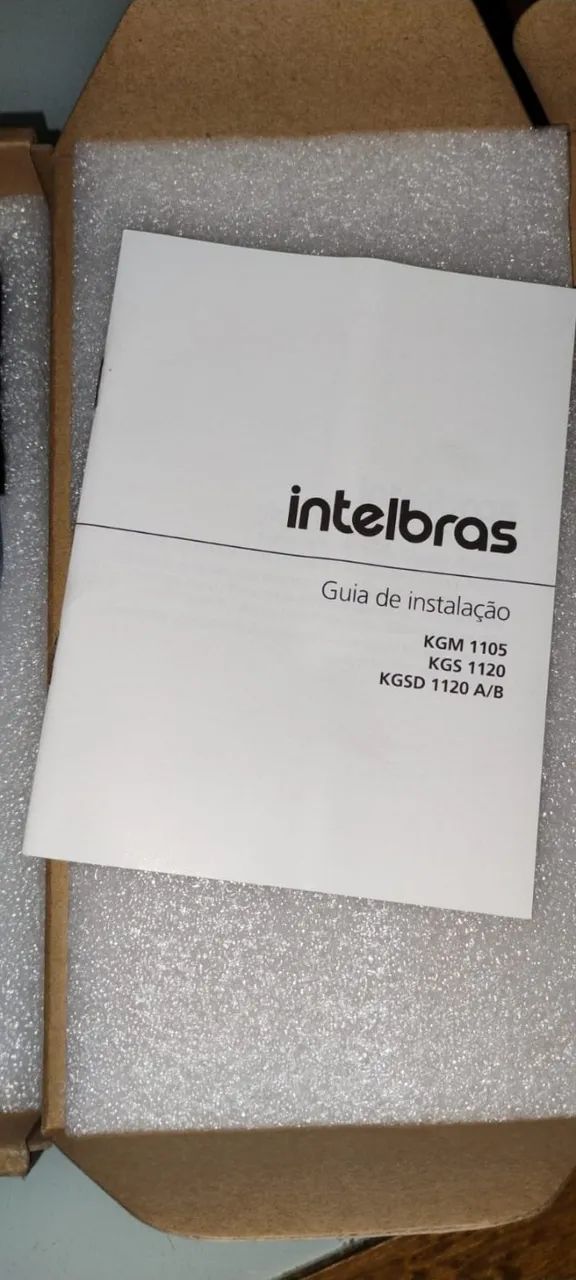 intelbras
Guia de instalação
KGM 1105
KGS 1120
KGSD 1120 A/B